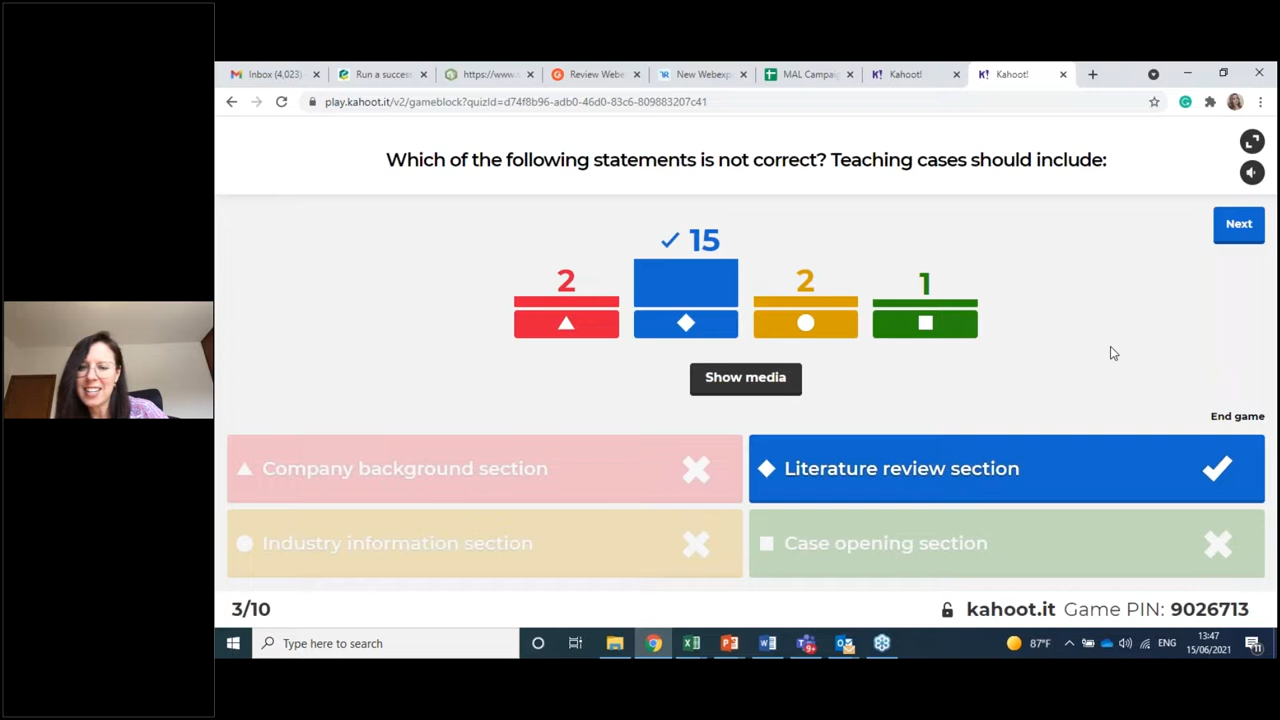 Inbox (4,023)
Run a succes
https://www.
Review Webe
New Webexp
MAL Campai
Kahoot!
Kahoot!
play.kahoot.it/v2/gameblock?quizId=d74f8b96-adb0-46d0-83c6-809883207c41
Which of the following statements is not correct? Teaching cases should include:
Next
2
15
2
1
Show media
End game
Company background section
Literature review section
Industry information section
Case opening section
3/10
kahoot.it Game PIN: 9026713
Type here to search
9+
87°F
ENG
13:47
15/06/2021
11